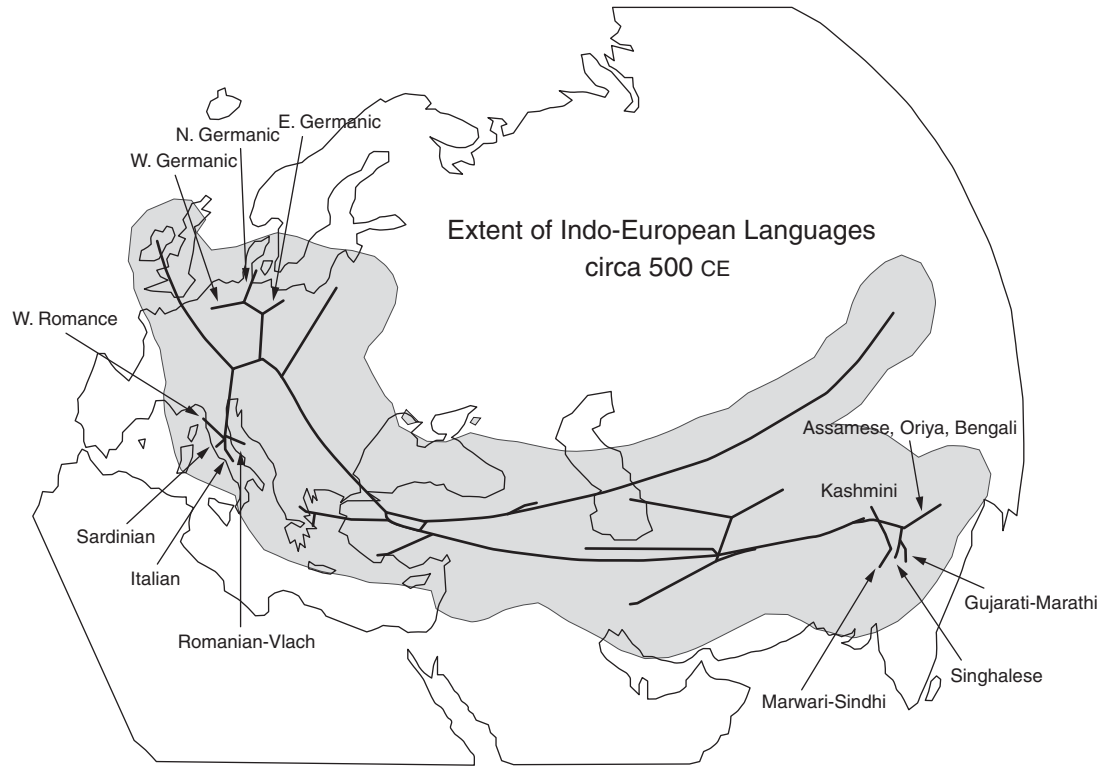 E. Germanic
N. Germanic
W. Germanic
Extent of Indo-European Languages
circa 500 CE
W. Romance
Assamese, Oriya, Bengali
Kashmini
Sardinian
Italian
Gujarati-Marathi
Romanian-Vlach
Singhalese
Marwari-Sindhi